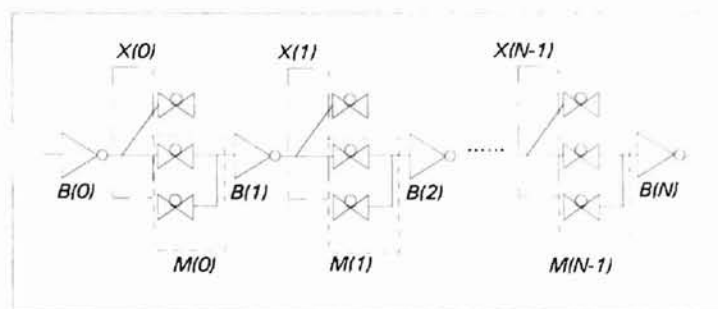 X(0) X(1) X(N-1)
B(0) B(1) B(2) ...... B(N)
M(0) M(1) M(N-1)